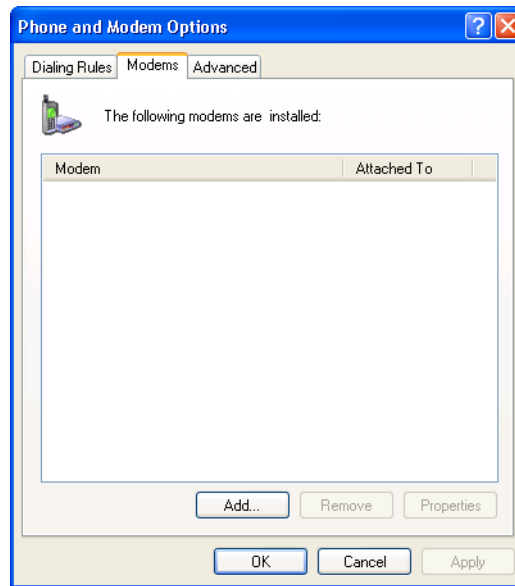 Phone and Modem Options
Dialing Rules Modems Advanced
The following modems are installed:
Modem Attached To
Add... Remove Properties
OK Cancel Apply